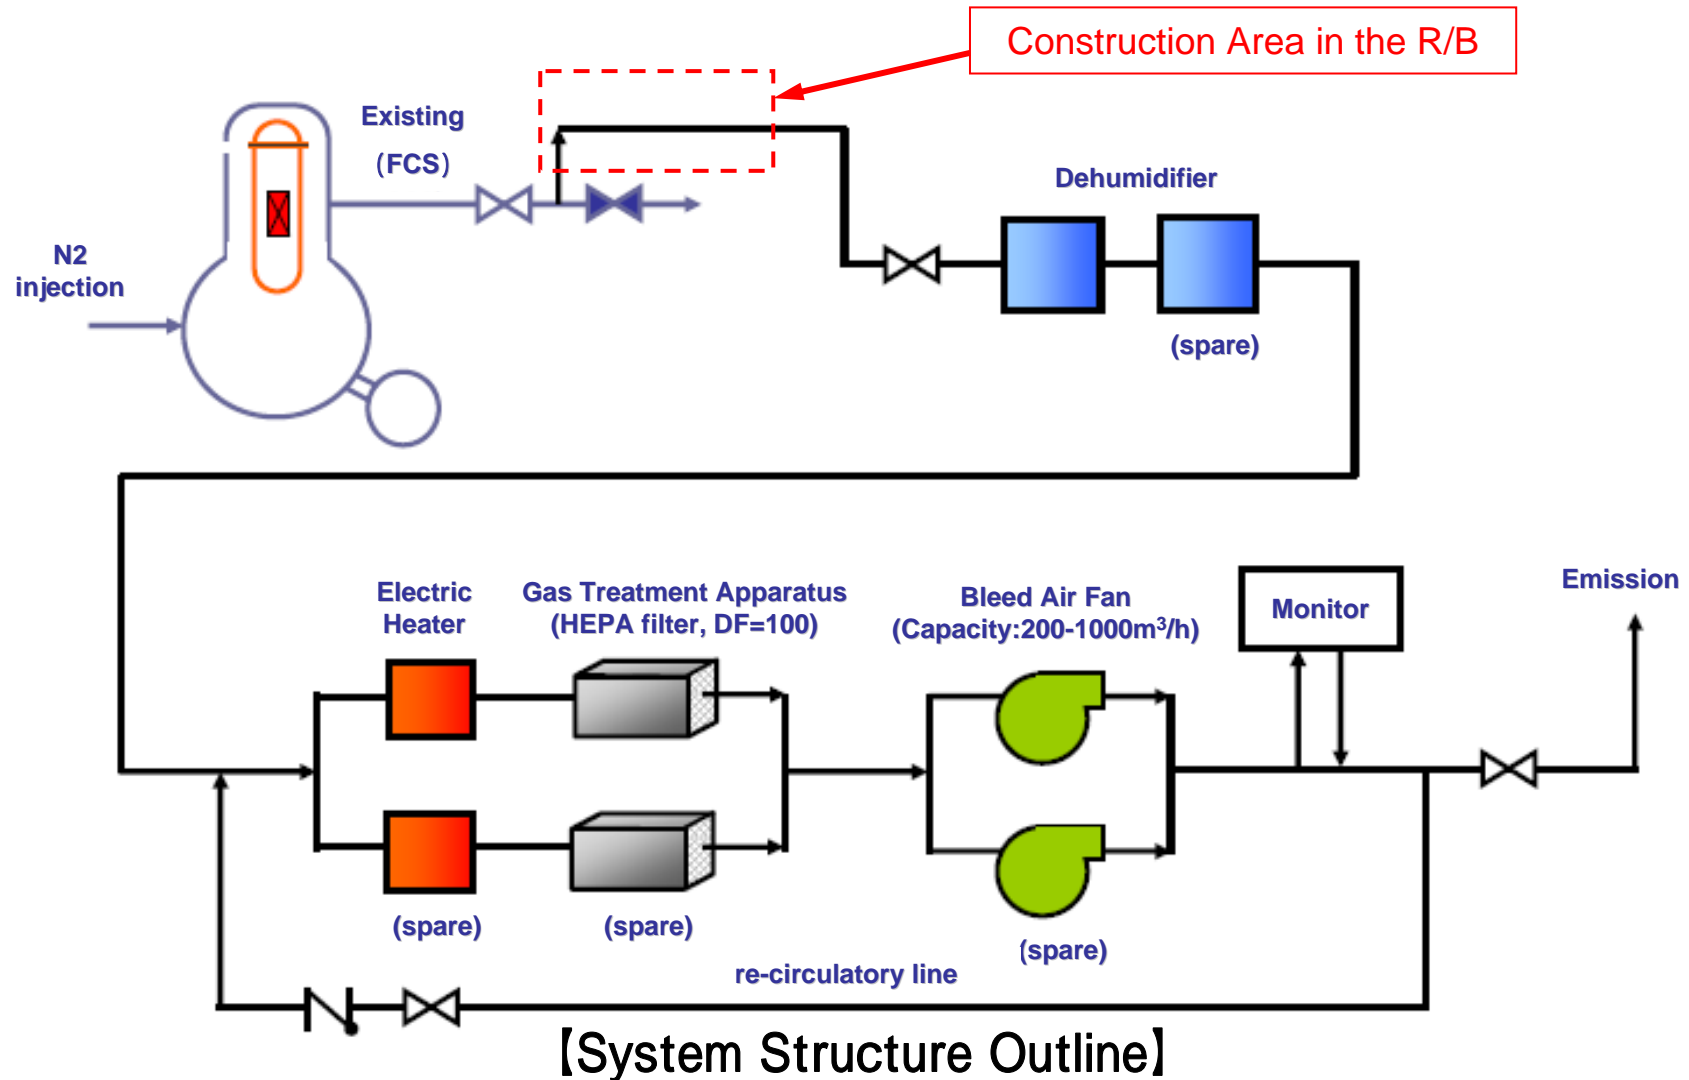 Construction Area in the R/B
Existing
(FCS)
Dehumidifier
N2
injection
(spare)
Electric
Heater
Gas Treatment Apparatus
(HEPA filter, DF=100)
Bleed Air Fan
(Capacity:200-1000m³/h)
Monitor
Emission
(spare)
(spare)
(spare)
re-circulatory line
【System Structure Outline】